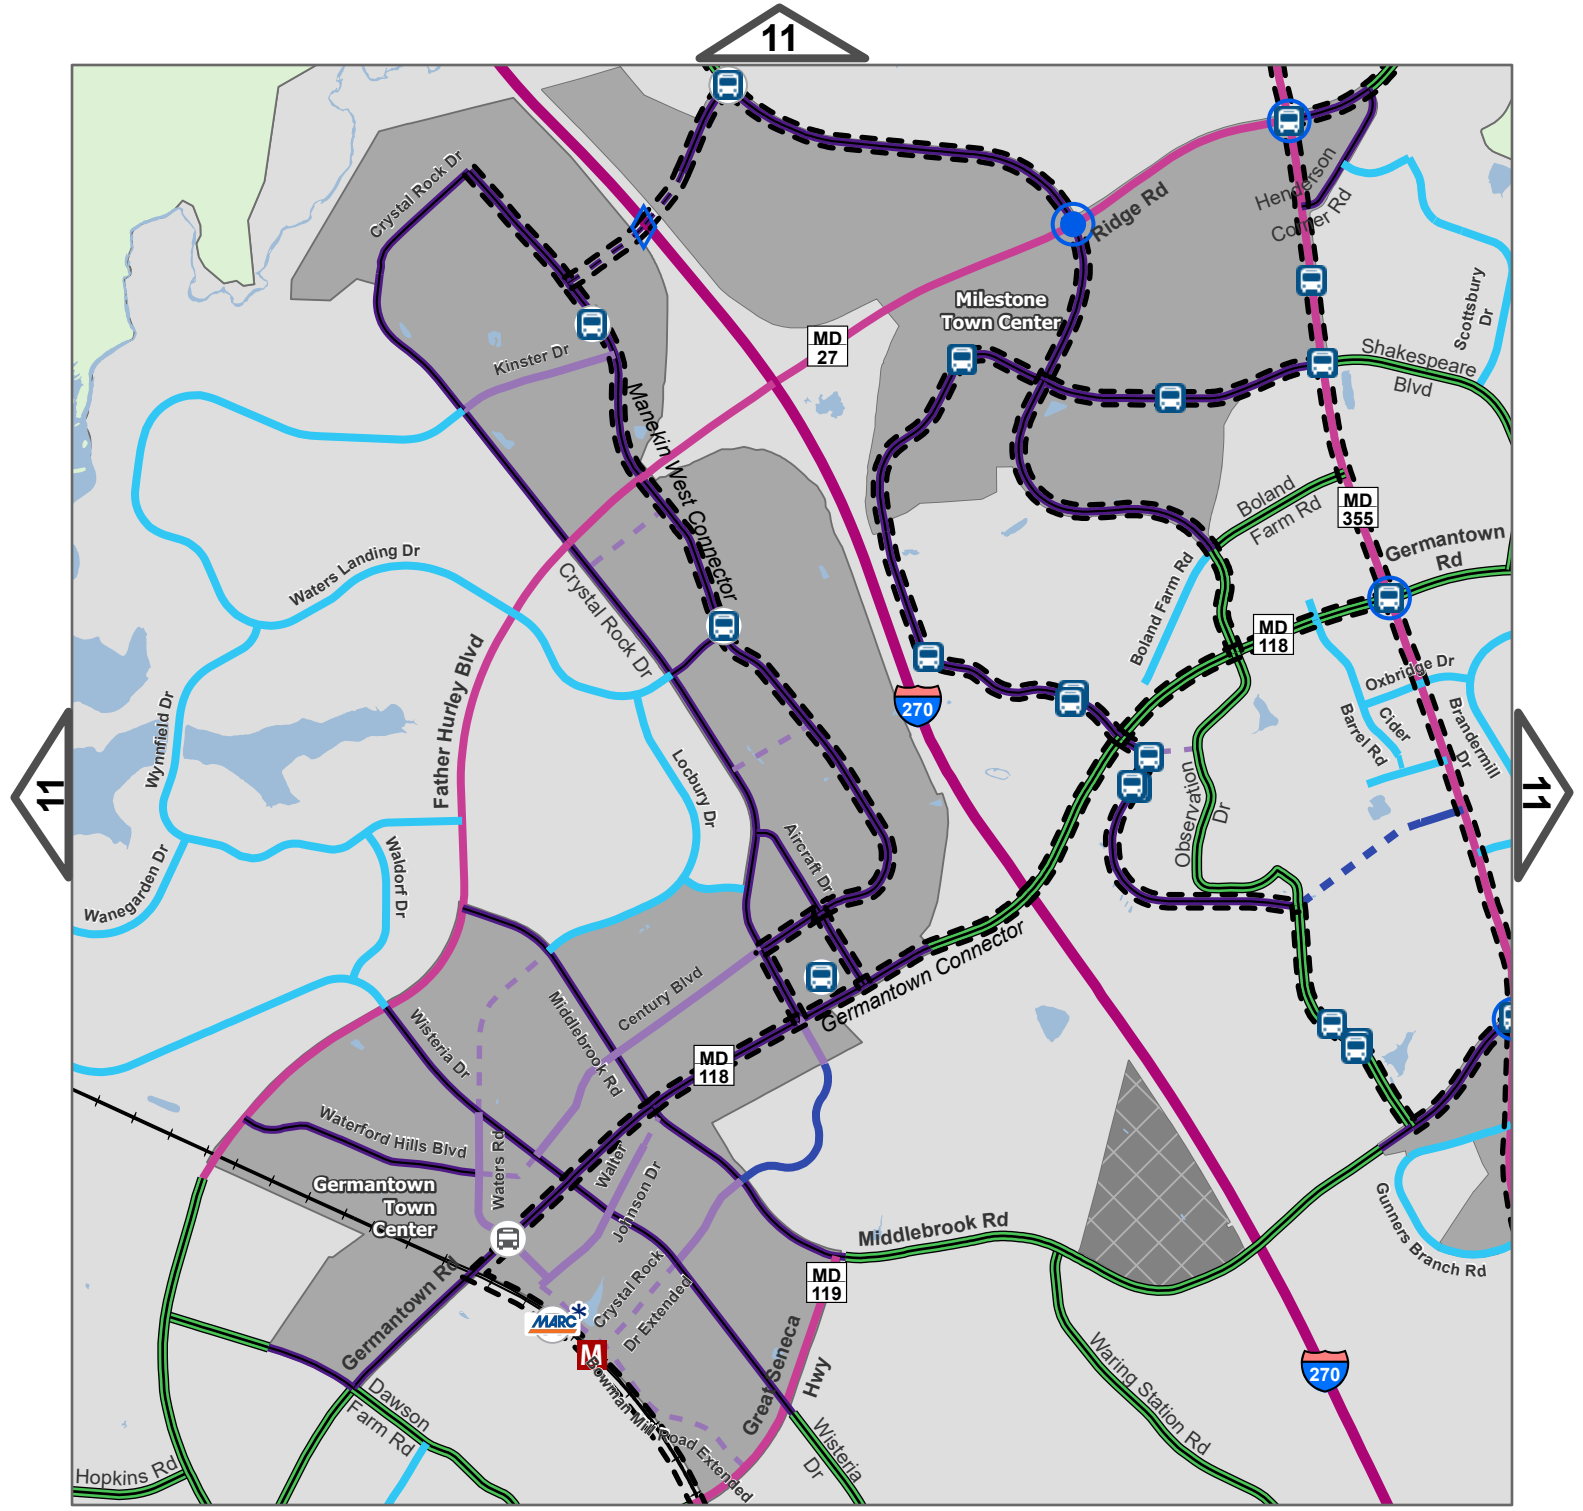 11
Crystal Rock Dr
Ridge Rd
Henderson
Corner Rd
Milestone
Town Center
Scottsbury
Dr
MD
27
Shakespeare
Blvd
Kinster Dr
Manekin West Connector
Boland
Farm Rd
MD
355
Germantown
Rd
Waters Landing Dr
Crystal Rock Dr
Boland Farm Rd
MD
118
Father Hurley Blvd
Oxbridge Dr
270
Wynnfield Dr
Cider
Barrel Rd
Brandermill
Dr
Locbury Dr
11
11
Observation
Dr
Aircraft Dr
Waldorf Dr
Wanegarden Dr
Germantown Connector
Century Blvd
Middlebrook Rd
Wisteria Dr
MD
118
Waterford Hills Blvd
Waters Rd
Walter
Johnson Dr
Germantown
Town
Center
Middlebrook Rd
Gunners Branch Rd
MD
119
Crystal Rock
Dr Extended
MARC*
M
Germantown Rd
Bowman Mill Road Extended
Great Seneca
Hwy
Waring Station Rd
270
Dawson
Farm Rd
Wisteria
Dr
Hopkins Rd